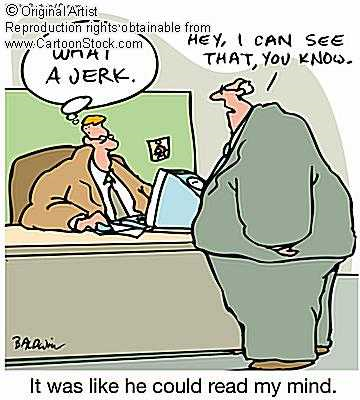 © Original Artist
Reproduction rights obtainable from
www.CartoonStock.com
WHAT
A JERK.
HEY, I CAN SEE
THAT, YOU KNOW.
BALDWIN
It was like he could read my mind.